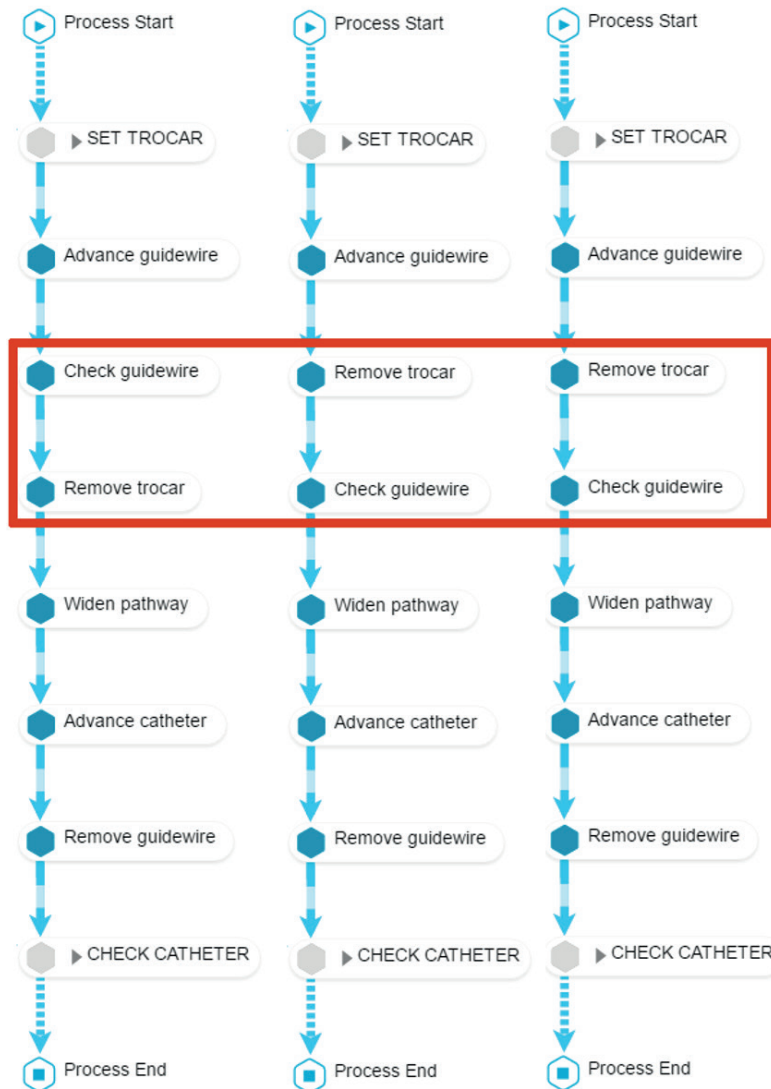 Process Start
SET TROCAR
Advance guidewire
Check guidewire
Remove trocar
Widen pathway
Advance catheter
Remove guidewire
CHECK CATHETER
Process End
Process Start
SET TROCAR
Advance guidewire
Remove trocar
Check guidewire
Widen pathway
Advance catheter
Remove guidewire
CHECK CATHETER
Process End
Process Start
SET TROCAR
Advance guidewire
Remove trocar
Check guidewire
Widen pathway
Advance catheter
Remove guidewire
CHECK CATHETER
Process End